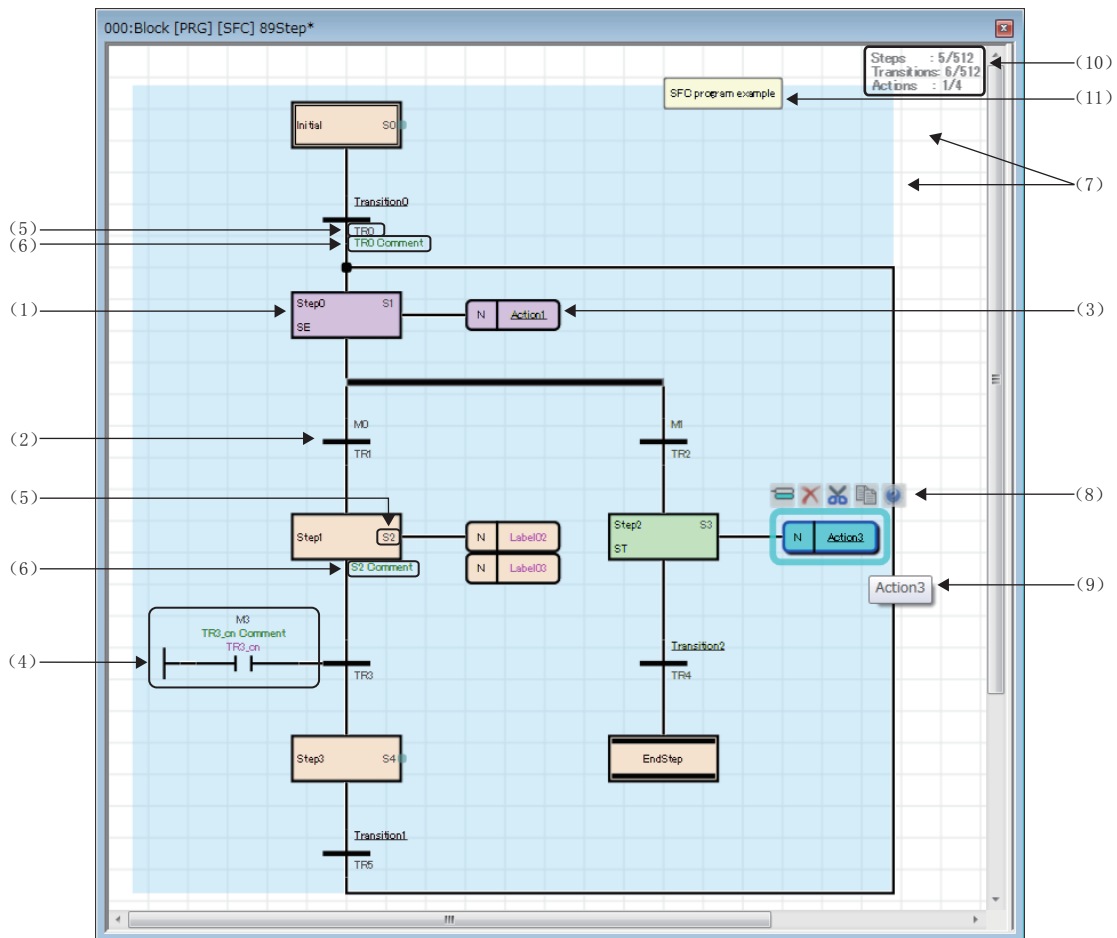 000:Block [PRG] [SFC] 89Step*
Steps : 5/512
Transitions: 6/512
Actions : 1/4
(10)
SFC program example
(11)
Initial S0
(7)
Transition0
(5)
TR0
(6)
TR0 Comment
(1)
Step0 S1
SE
N Action1
(3)
M0
M1
(2)
TR1
TR2
(5)
(8)
Step1 S2
N Label02
Step2 S3
ST
N Action3
(6)
S2 Comment
N Label03
Action3
(9)
M3
TR3_on Comment
TR3_on
(4)
TR3
Transition2
TR4
Step3 S4
EndStep
Transition1
TR5